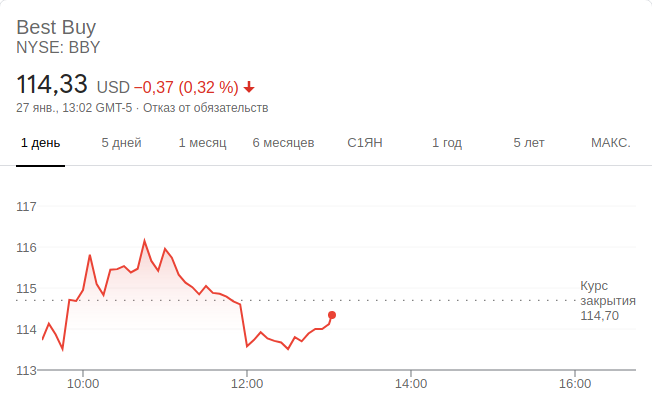 Best Buy
NYSE: BBY
114,33 USD −0,37 (0,32 %)
27 янв., 13:02 GMT-5 · Отказ от обязательств
1 день 5 дней 1 месяц 6 месяцев С1ЯН 1 год 5 лет МАКС.
117
116
115
114
113
Курс
закрытия
114,70
10:00 12:00 14:00 16:00